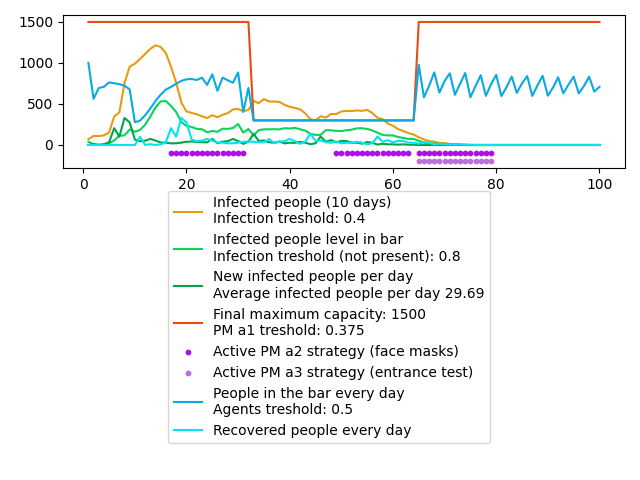 1500
1000
500
0
0 20 40 60 80 100
Infected people (10 days)
Infection treshold: 0.4
Infected people level in bar
Infection treshold (not present): 0.8
New infected people per day
Average infected people per day 29.69
Final maximum capacity: 1500
PM a1 treshold: 0.375
Active PM a2 strategy (face masks)
Active PM a3 strategy (entrance test)
People in the bar every day
Agents treshold: 0.5
Recovered people every day